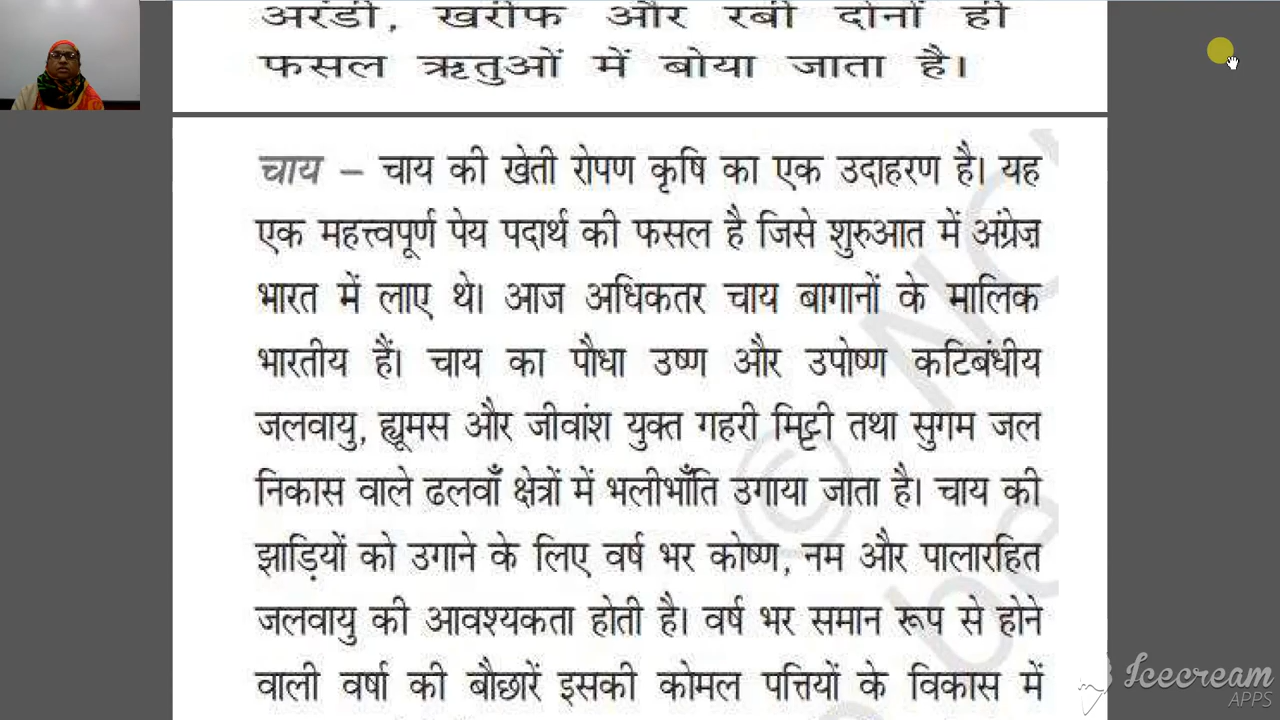 अरंडी, खरीफ और रबी दोनों ही
फसल ऋतुओं में बोया जाता है।
चाय – चाय की खेती रोपण कृषि का एक उदाहरण है। यह
एक महत्त्वपूर्ण पेय पदार्थ की फसल है जिसे शुरुआत में अंग्रेज़
भारत में लाए थे। आज अधिकतर चाय बागानों के मालिक
भारतीय हैं। चाय का पौधा उष्ण और उपोष्ण कटिबंधीय
जलवायु, ह्यूमस और जीवांश युक्त गहरी मिट्टी तथा सुगम जल
निकास वाले ढलवाँ क्षेत्रों में भलीभाँति उगाया जाता है। चाय की
झाड़ियों को उगाने के लिए वर्ष भर कोष्ण, नम और पालारहित
जलवायु की आवश्यकता होती है। वर्ष भर समान रूप से होने
वाली वर्षा की बौछारें इसकी कोमल पत्तियों के विकास में
Icecream
APPS